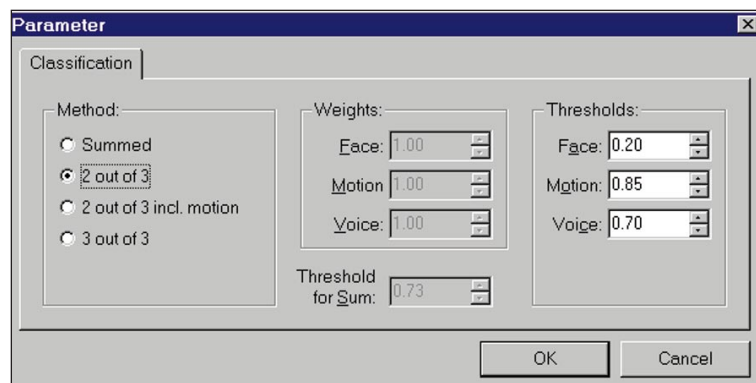 Parameter
Classification
Method:
Summed
2 out of 3
2 out of 3 incl. motion
3 out of 3
Weights:
Face: 1.00
Motion 1.00
Voice: 1.00
Threshold
for Sum: 0.73
Thresholds:
Face: 0.20
Motion: 0.85
Voice: 0.70
OK Cancel